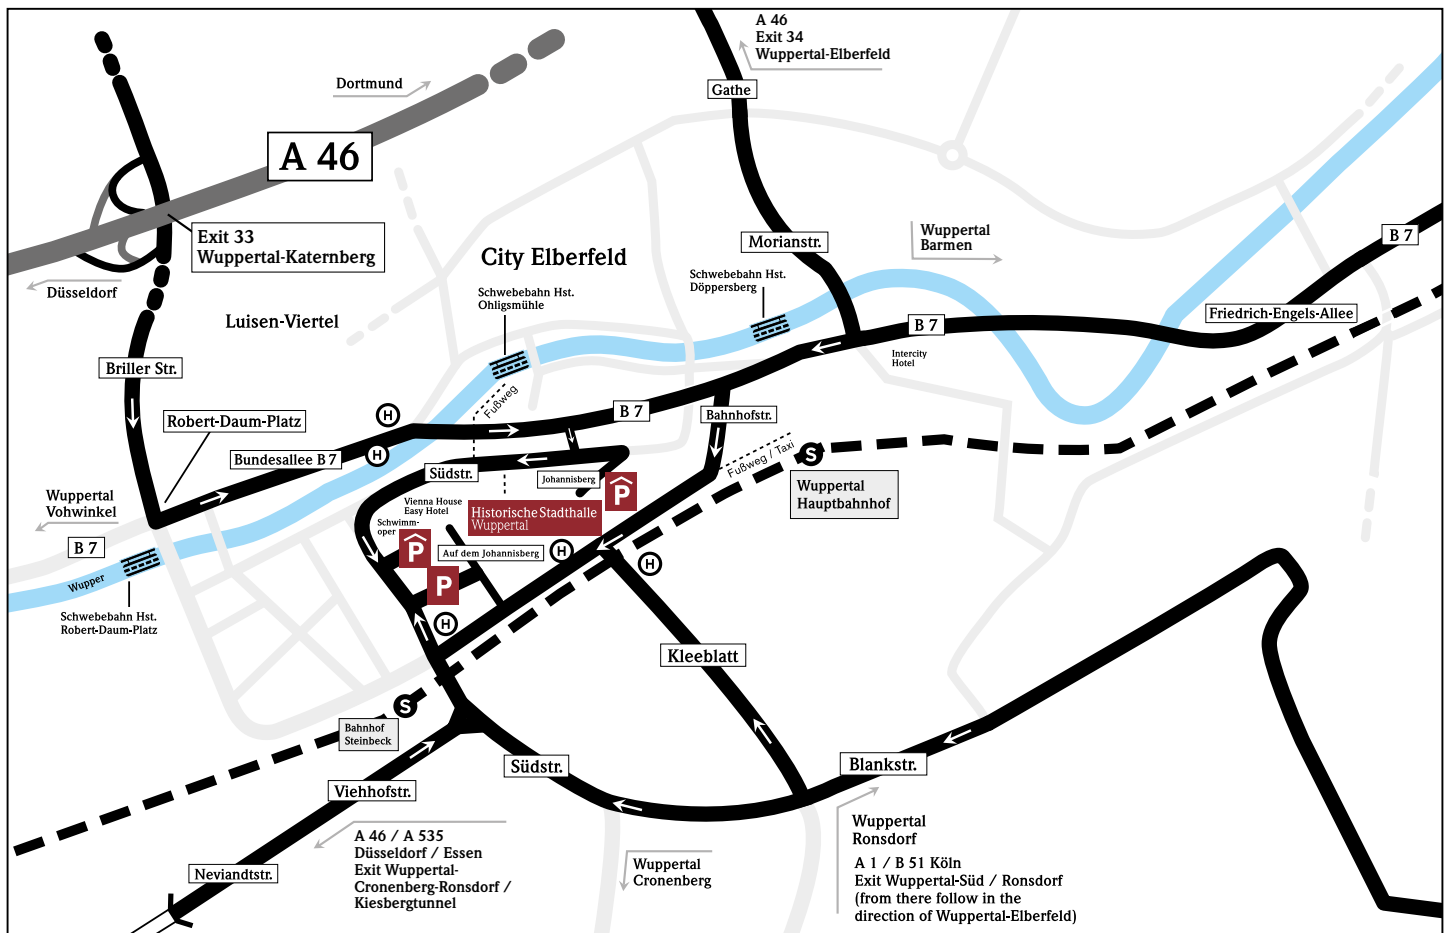 A 46
Exit 34
Wuppertal-Elberfeld
Dortmund
Gathe
A 46
Exit 33
Wuppertal-Katernberg
City Elberfeld
Morianstr.
Wuppertal
Barmen
B 7
Schwebebahn Hst.
Döppersberg
Düsseldorf
Schwebebahn Hst.
Ohligsmühle
Luisen-Viertel
Friedrich-Engels-Allee
B 7
Intercity
Hotel
Briller Str.
Fußweg
B 7
Bahnhofstr.
H
Robert-Daum-Platz
H
Bundesallee B 7
Südstr.
Johannisberg
Fußweg / Taxi
S
Wuppertal
Hauptbahnhof
P
Wuppertal
Vohwinkel
Vienna House
Easy Hotel
Historische Stadthalle
Wuppertal
Schwimm-
oper
P
B 7
Auf dem Johannisberg
H
H
Wupper
P
Schwebebahn Hst.
Robert-Daum-Platz
H
Kleeblatt
S
Bahnhof
Steinbeck
Südstr.
Blankstr.
Viehhofstr.
A 46 / A 535
Düsseldorf / Essen
Exit Wuppertal-
Cronenberg-Ronsdorf /
Kiesbergtunnel
Wuppertal
Cronenberg
Wuppertal
Ronsdorf
A 1 / B 51 Köln
Exit Wuppertal-Süd / Ronsdorf
(from there follow in the
direction of Wuppertal-Elberfeld)
Neviandtstr.